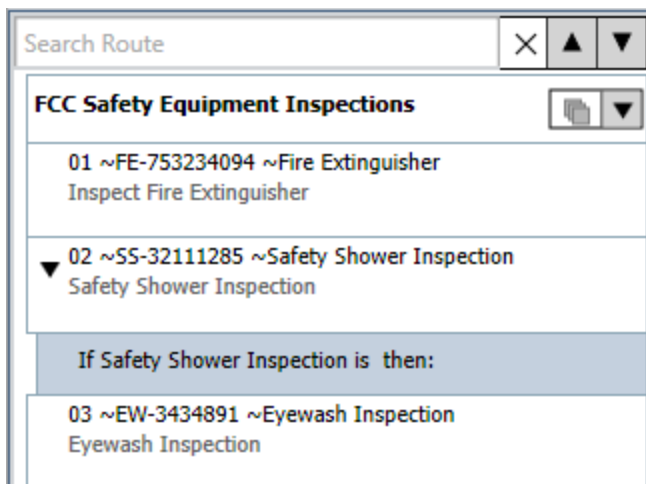 Search Route
FCC Safety Equipment Inspections
01 ~FE-753234094 ~Fire Extinguisher
Inspect Fire Extinguisher
02 ~SS-32111285 ~Safety Shower Inspection
Safety Shower Inspection
If Safety Shower Inspection is  then:
03 ~EW-3434891 ~Eyewash Inspection
Eyewash Inspection